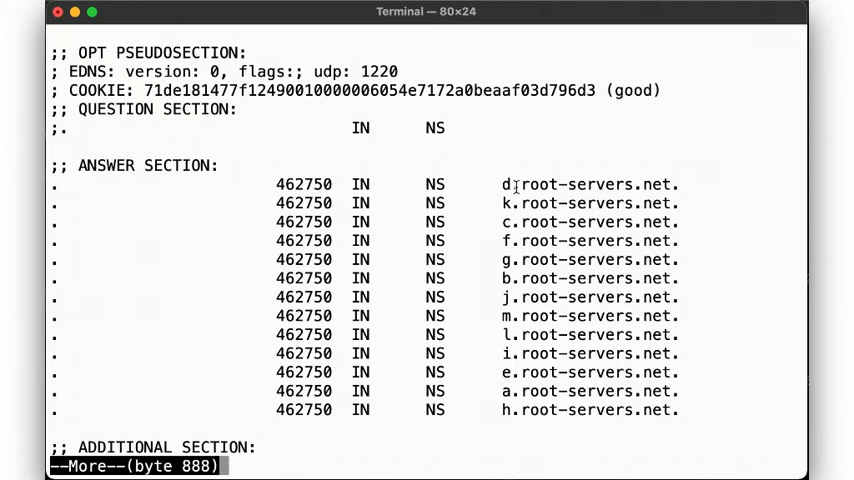 Terminal — 80×24
;; OPT PSEUDOSECTION:
; EDNS: version: 0, flags:; udp: 1220
; COOKIE: 71de181477f12490010000006054e7172a0beaaf03d796d3 (good)
;; QUESTION SECTION:
;. IN NS
;; ANSWER SECTION:
. 462750 IN NS d.root-servers.net.
. 462750 IN NS k.root-servers.net.
. 462750 IN NS c.root-servers.net.
. 462750 IN NS f.root-servers.net.
. 462750 IN NS g.root-servers.net.
. 462750 IN NS b.root-servers.net.
. 462750 IN NS j.root-servers.net.
. 462750 IN NS m.root-servers.net.
. 462750 IN NS l.root-servers.net.
. 462750 IN NS i.root-servers.net.
. 462750 IN NS e.root-servers.net.
. 462750 IN NS a.root-servers.net.
. 462750 IN NS h.root-servers.net.
;; ADDITIONAL SECTION:
--More--(byte 888)